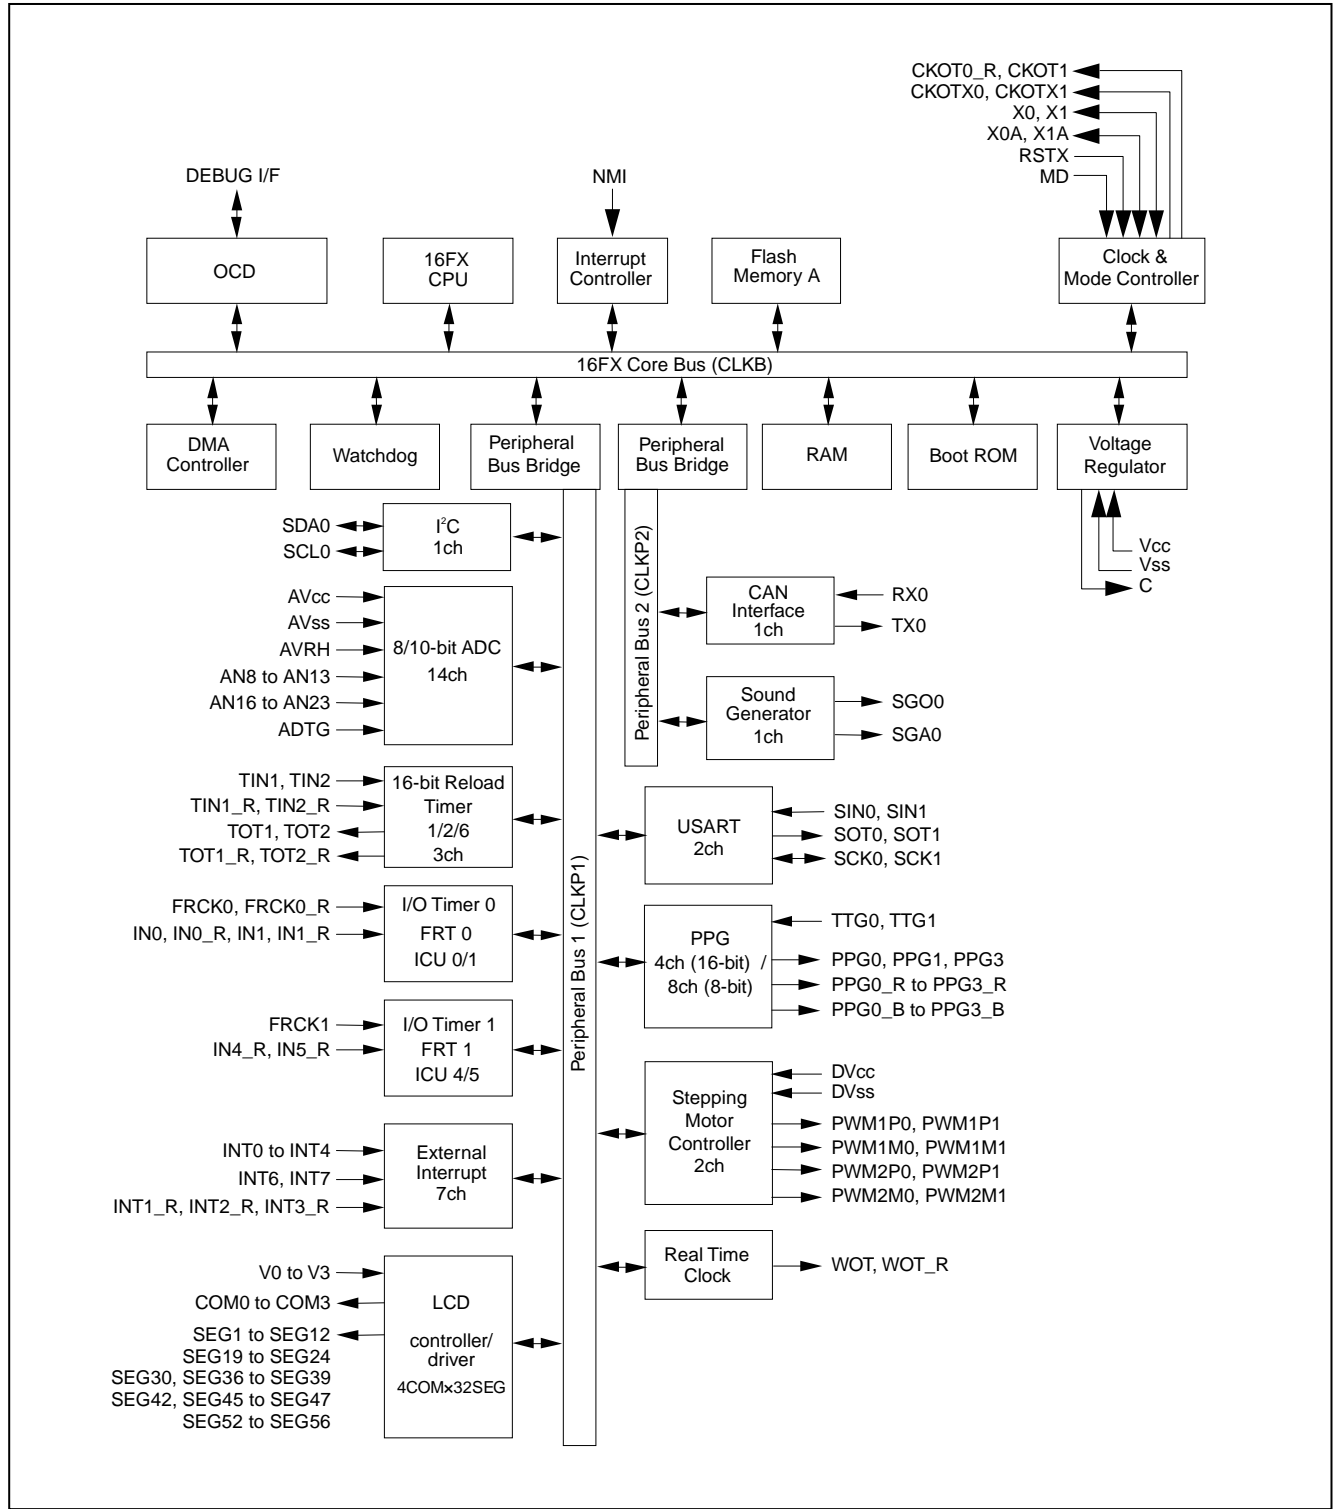 CKOT0_R, CKOT1
CKOTX0, CKOTX1
X0, X1
X0A, X1A
RSTX
MD
DEBUG I/F
NMI
OCD
16FX
CPU
Interrupt
Controller
Flash
Memory A
Clock &
Mode Controller
16FX Core Bus (CLKB)
DMA
Controller
Watchdog
Peripheral
Bus Bridge
Peripheral
Bus Bridge
RAM
Boot ROM
Voltage
Regulator
Vcc
Vss
C
Peripheral Bus 1 (CLKP1)
Peripheral Bus 2 (CLKP2)
SDA0
SCL0
I²C
1ch
AVcc
AVss
AVRH
AN8 to AN13
AN16 to AN23
ADTG
8/10-bit ADC
14ch
TIN1, TIN2
TIN1_R, TIN2_R
TOT1, TOT2
TOT1_R, TOT2_R
16-bit Reload
Timer
1/2/6
3ch
FRCK0, FRCK0_R
IN0, IN0_R, IN1, IN1_R
I/O Timer 0
FRT 0
ICU 0/1
FRCK1
IN4_R, IN5_R
I/O Timer 1
FRT 1
ICU 4/5
INT0 to INT4
INT6, INT7
INT1_R, INT2_R, INT3_R
External
Interrupt
7ch
V0 to V3
COM0 to COM3
SEG1 to SEG12
SEG19 to SEG24
SEG30, SEG36 to SEG39
SEG42, SEG45 to SEG47
SEG52 to SEG56
LCD
controller/
driver
4COM×32SEG
CAN
Interface
1ch
RX0
TX0
Sound
Generator
1ch
SGO0
SGA0
USART
2ch
SIN0, SIN1
SOT0, SOT1
SCK0, SCK1
PPG
4ch (16-bit) /
8ch (8-bit)
TTG0, TTG1
PPG0, PPG1, PPG3
PPG0_R to PPG3_R
PPG0_B to PPG3_B
Stepping
Motor
Controller
2ch
DVcc
DVss
PWM1P0, PWM1P1
PWM1M0, PWM1M1
PWM2P0, PWM2P1
PWM2M0, PWM2M1
Real Time
Clock
WOT, WOT_R